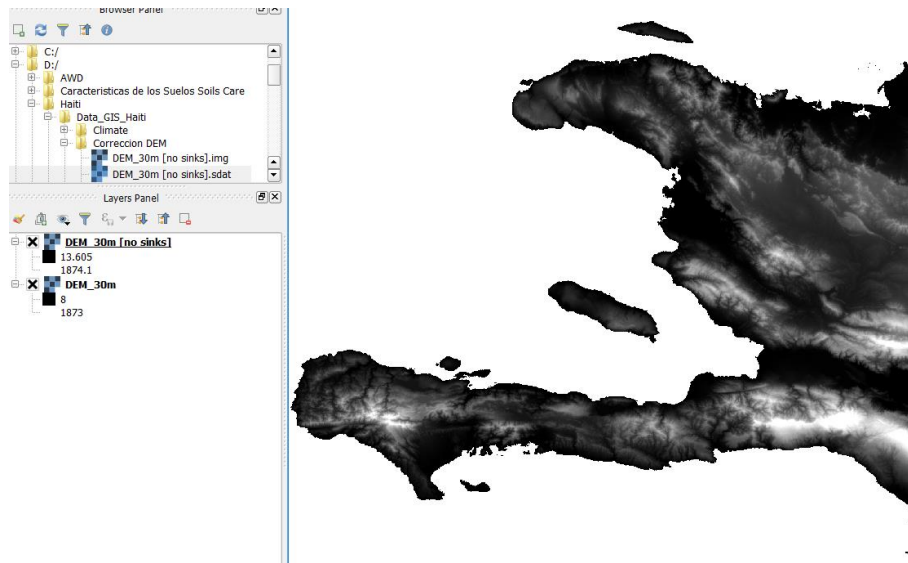 Browser Panel
C:/
D:/
AWD
Caracteristicas de los Suelos Soils Care
Haiti
Data_GIS_Haiti
Climate
Correccion DEM
DEM_30m [no sinks].img
DEM_30m [no sinks].sdat
Layers Panel
DEM_30m [no sinks]
13.605
1874.1
DEM_30m
8
1873